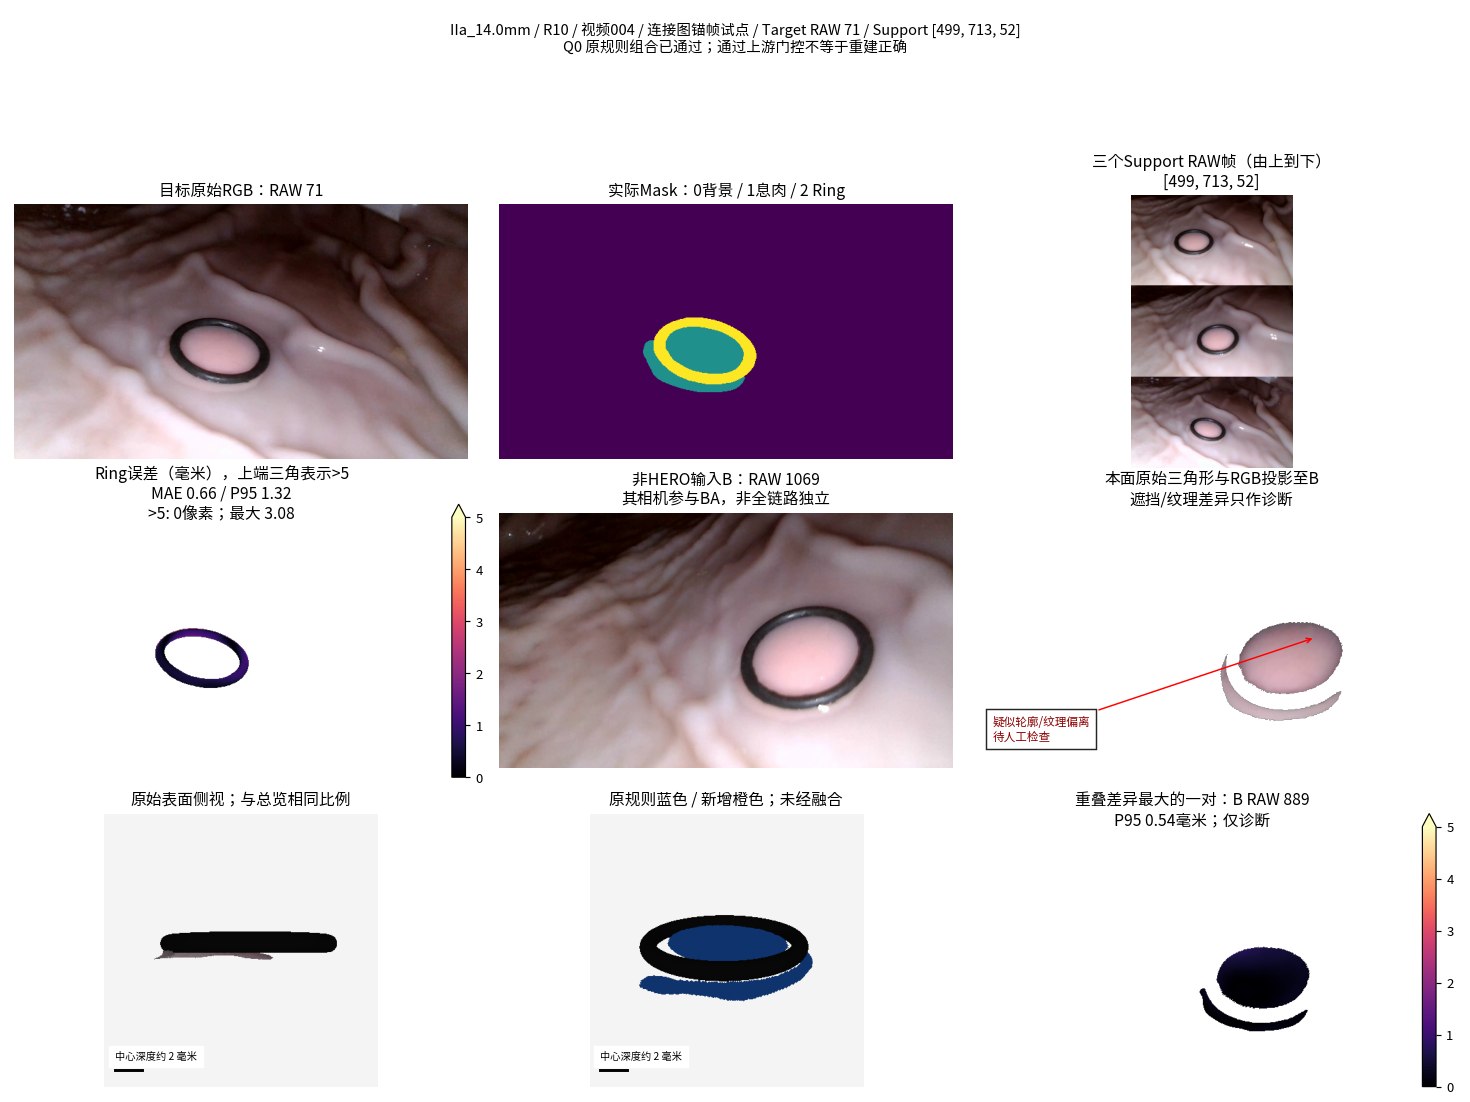 IIa_14.0mm / R10 / 视频004 / 连接图锚帧试点 / Target RAW 71 / Support [499, 713, 52]
Q0 原规则组合已通过；通过上游门控不等于重建正确
目标原始RGB：RAW 71
实际Mask：0背景 / 1息肉 / 2 Ring
三个Support RAW帧（由上到下）
[499, 713, 52]
Ring误差（毫米），上端三角表示>5
MAE 0.66 / P95 1.32
>5: 0像素；最大 3.08
5
4
3
2
1
0
非HERO输入B：RAW 1069
其相机参与BA，非全链路独立
本面原始三角形与RGB投影至B
遮挡/纹理差异只作诊断
疑似轮廓/纹理偏离
待人工检查
原始表面侧视；与总览相同比例
中心深度约 2 毫米
原规则蓝色 / 新增橙色；未经融合
中心深度约 2 毫米
重叠差异最大的一对：B RAW 889
P95 0.54毫米；仅诊断
5
4
3
2
1
0